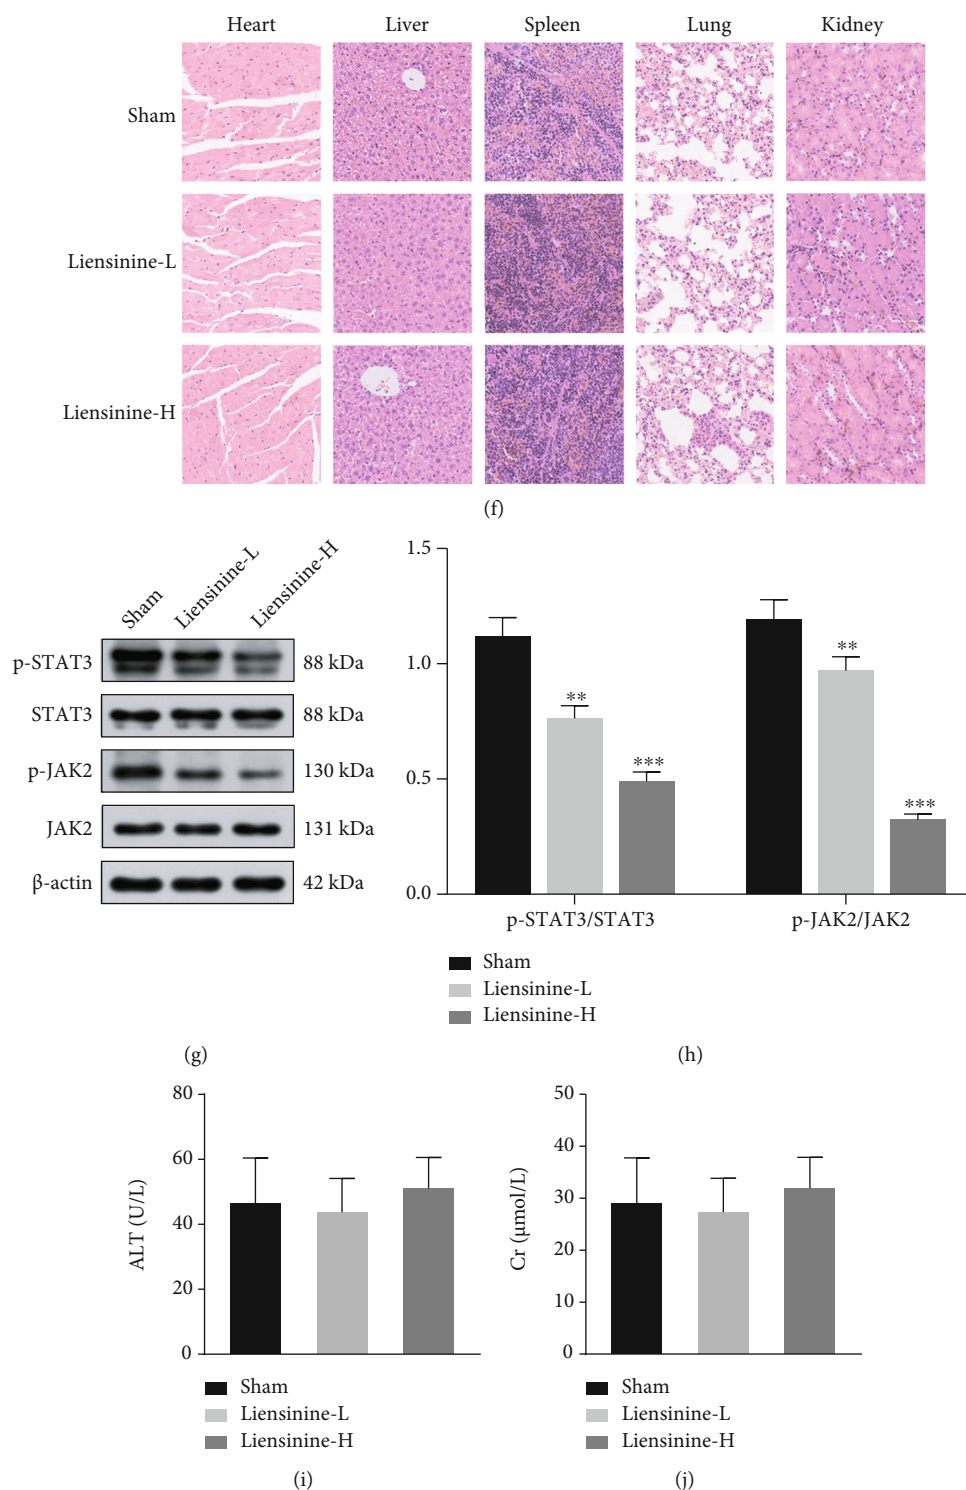 Heart Liver Spleen Lung Kidney
Sham
Liensinine-L
Liensinine-H
(f)
Sham Liensinine-L Liensinine-H
p-STAT3 88 kDa
STAT3 88 kDa
p-JAK2 130 kDa
JAK2 131 kDa
β-actin 42 kDa
(g)
1.5
1.0
0.5
0.0
** *** ** ***
p-STAT3/STAT3 p-JAK2/JAK2
Sham
Liensinine-L
Liensinine-H
(h)
ALT (U/L)
80
60
40
20
0
Sham
Liensinine-L
Liensinine-H
(i)
Cr (μmol/L)
50
40
30
20
10
0
Sham
Liensinine-L
Liensinine-H
(j)